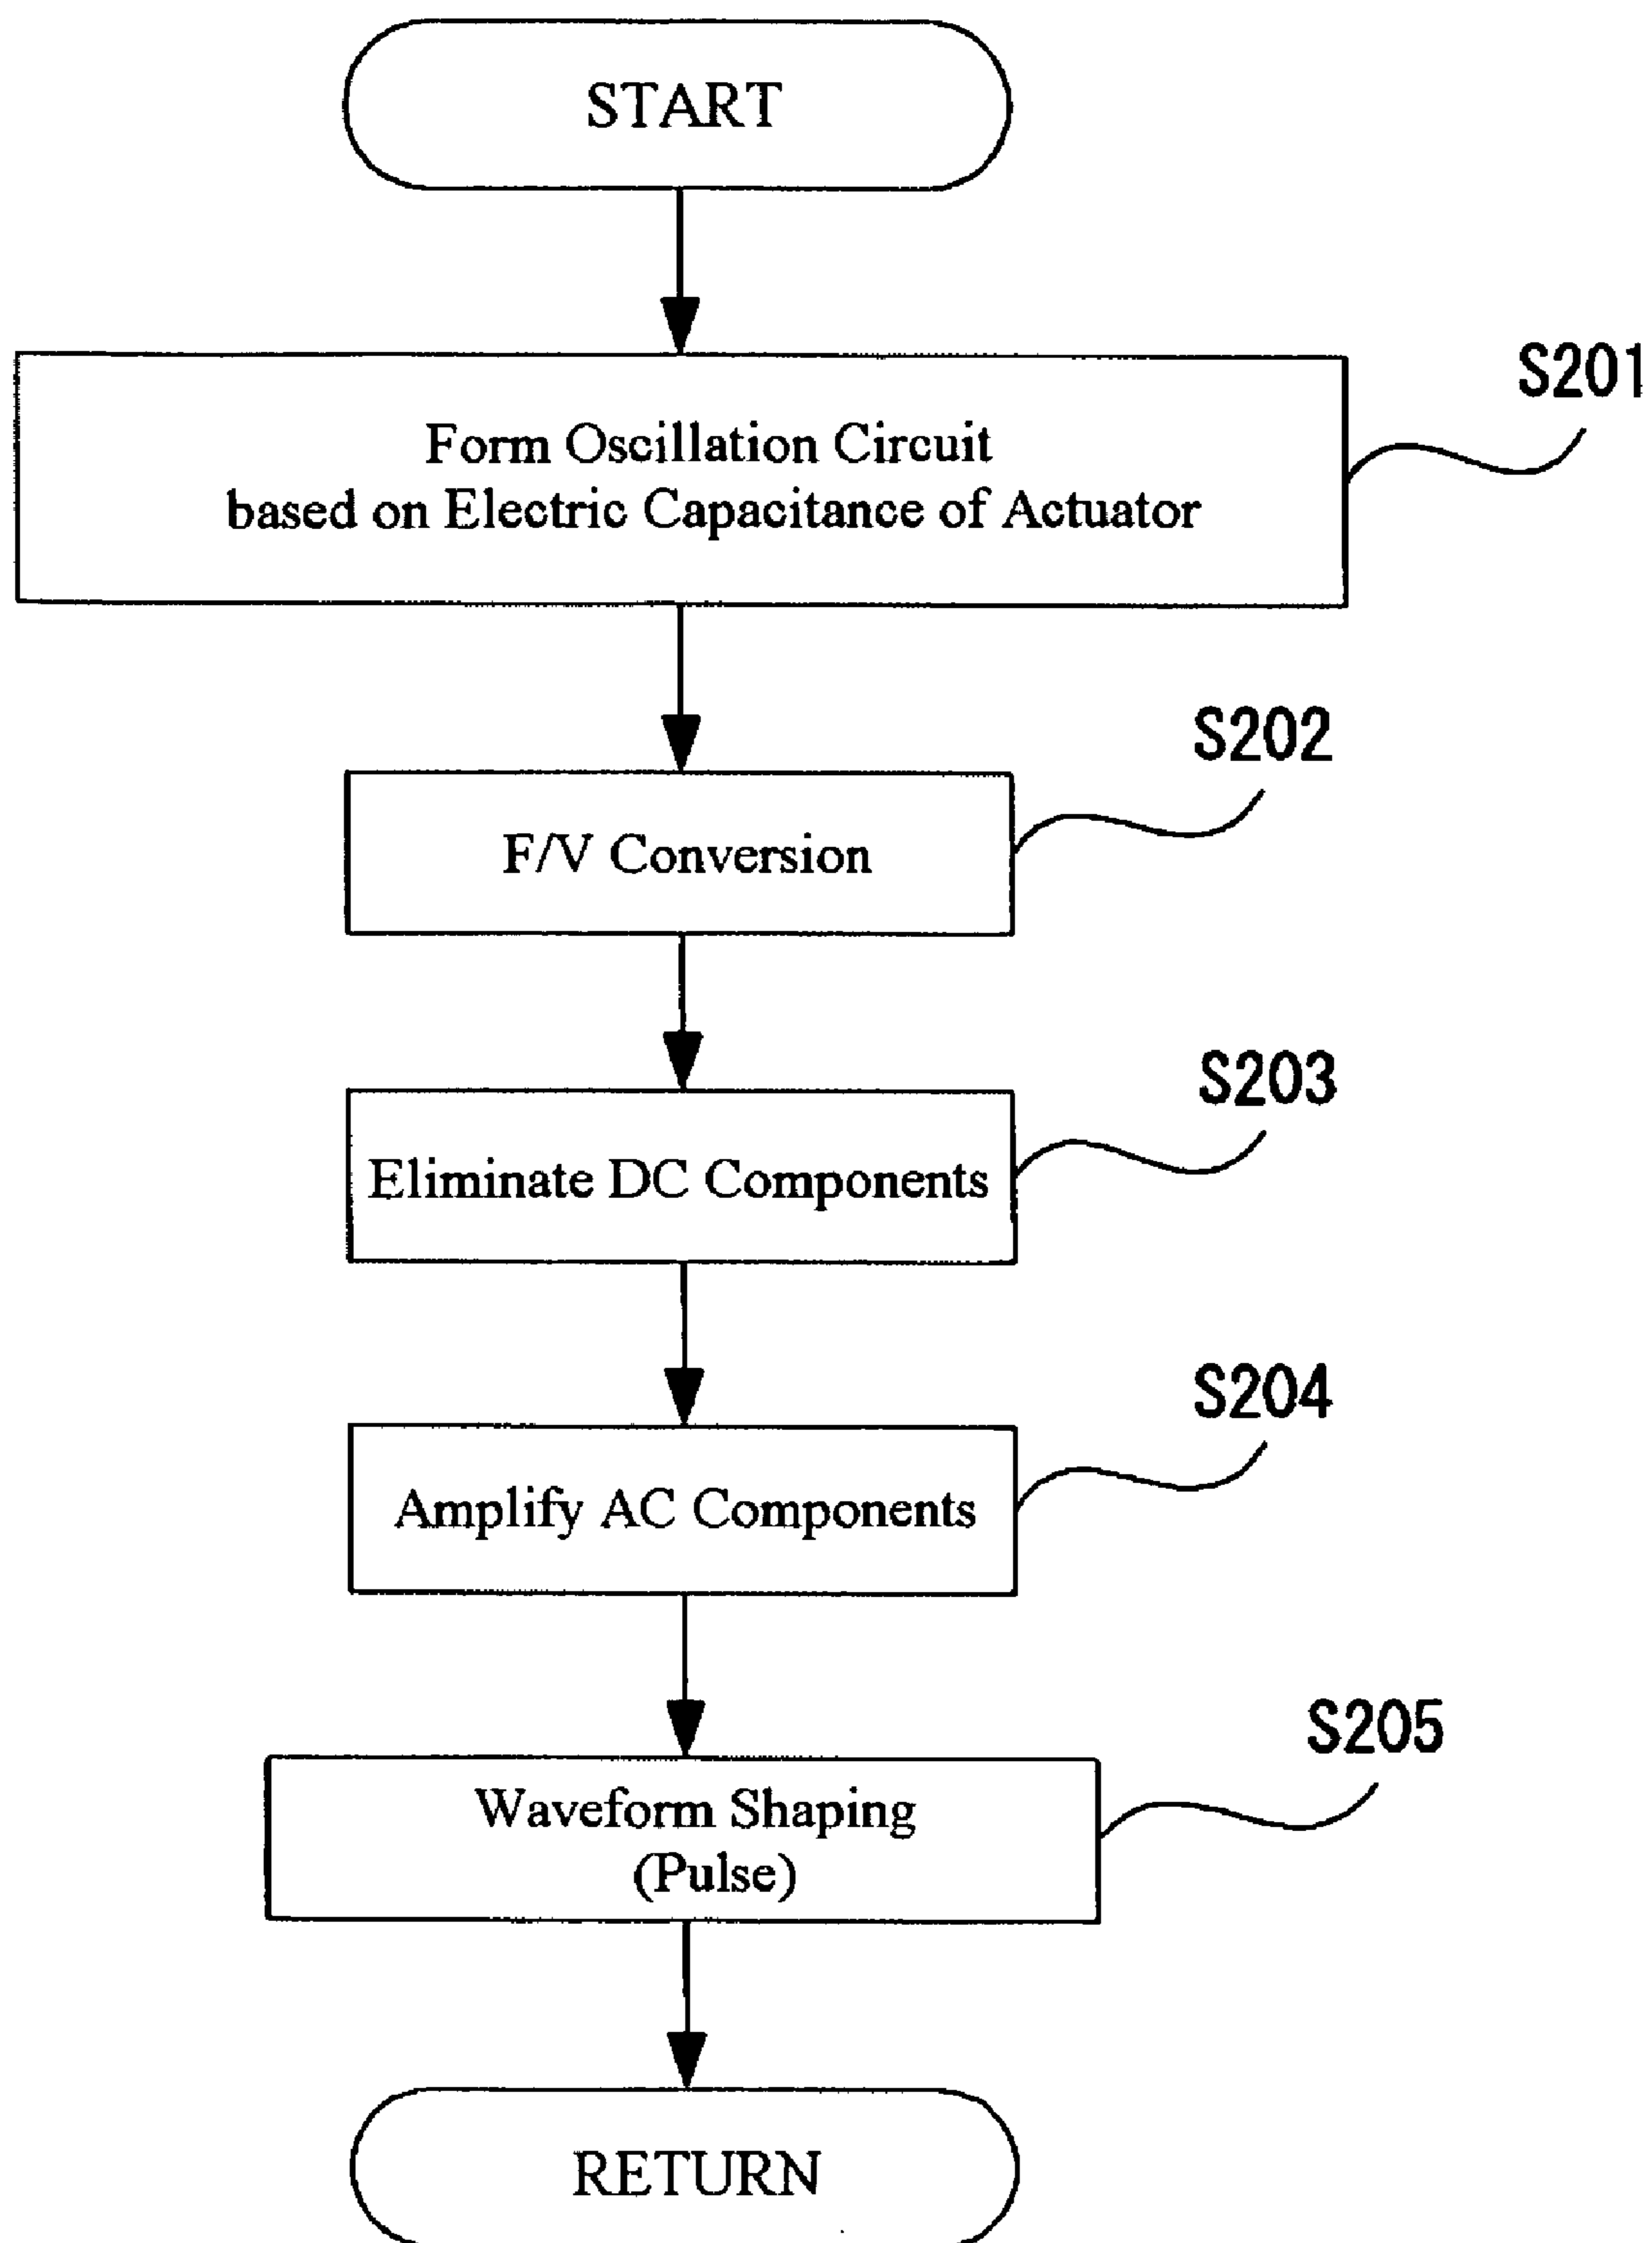 START
S201
Form Oscillation Circuit
based on Electric Capacitance of Actuator
S202
F/V Conversion
S203
Eliminate DC Components
S204
Amplify AC Components
S205
Waveform Shaping
(Pulse)
RETURN